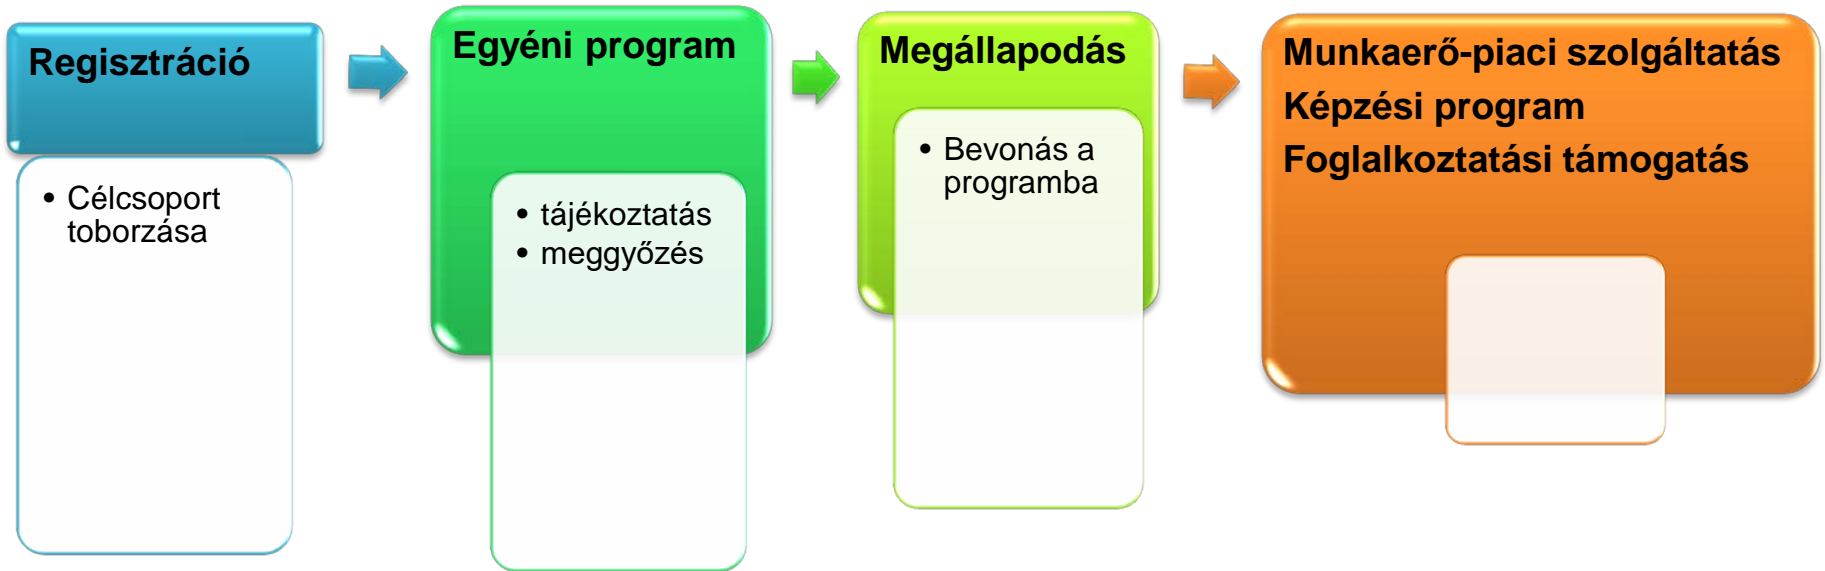 Regisztráció
• Célcsoport
toborzása
Egyéni program
• tájékoztatás
• meggyőzés
Megállapodás
• Bevonás a
programba
Munkaerő-piaci szolgáltatás
Képzési program
Foglalkoztatási támogatás